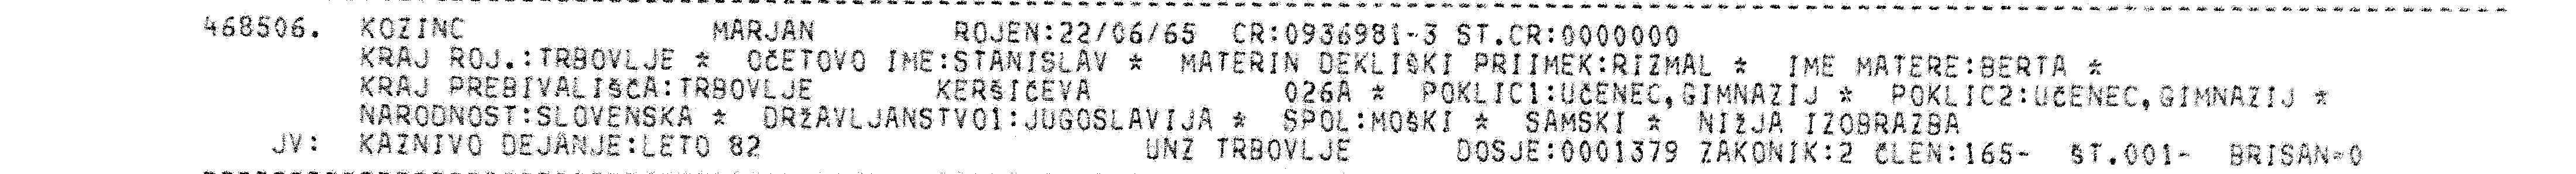 468506. KOZINC MARJAN ROJEN:22/06/65 CR:0936981-3 ST.CR:0000000
KRAJ ROJ.:TRBOVLJE * OČETOVO IME:STANISLAV * MATERIN DEKLIŠKI PRIIMEK:RIZMAL * IME MATERE:BERTA *
KRAJ PREBIVALIŠČA:TRBOVLJE KERŠIČEVA 026A * POKLIC1:UČENEC,GIMNAZIJ * POKLIC2:UČENEC,GIMNAZIJ *
NARODNOST:SLOVENSKA * DRŽAVLJANSTVO1:JUGOSLAVIJA * SPOL:MOŠKI * SAMSKI * NIŽJA IZOBRAZBA
JV: KAZNIVO DEJANJE:LETO 82 UNZ TRBOVLJE DOSJE:0001379 ZAKONIK:2 ČLEN:165- ŠT.001- BRISAN=0